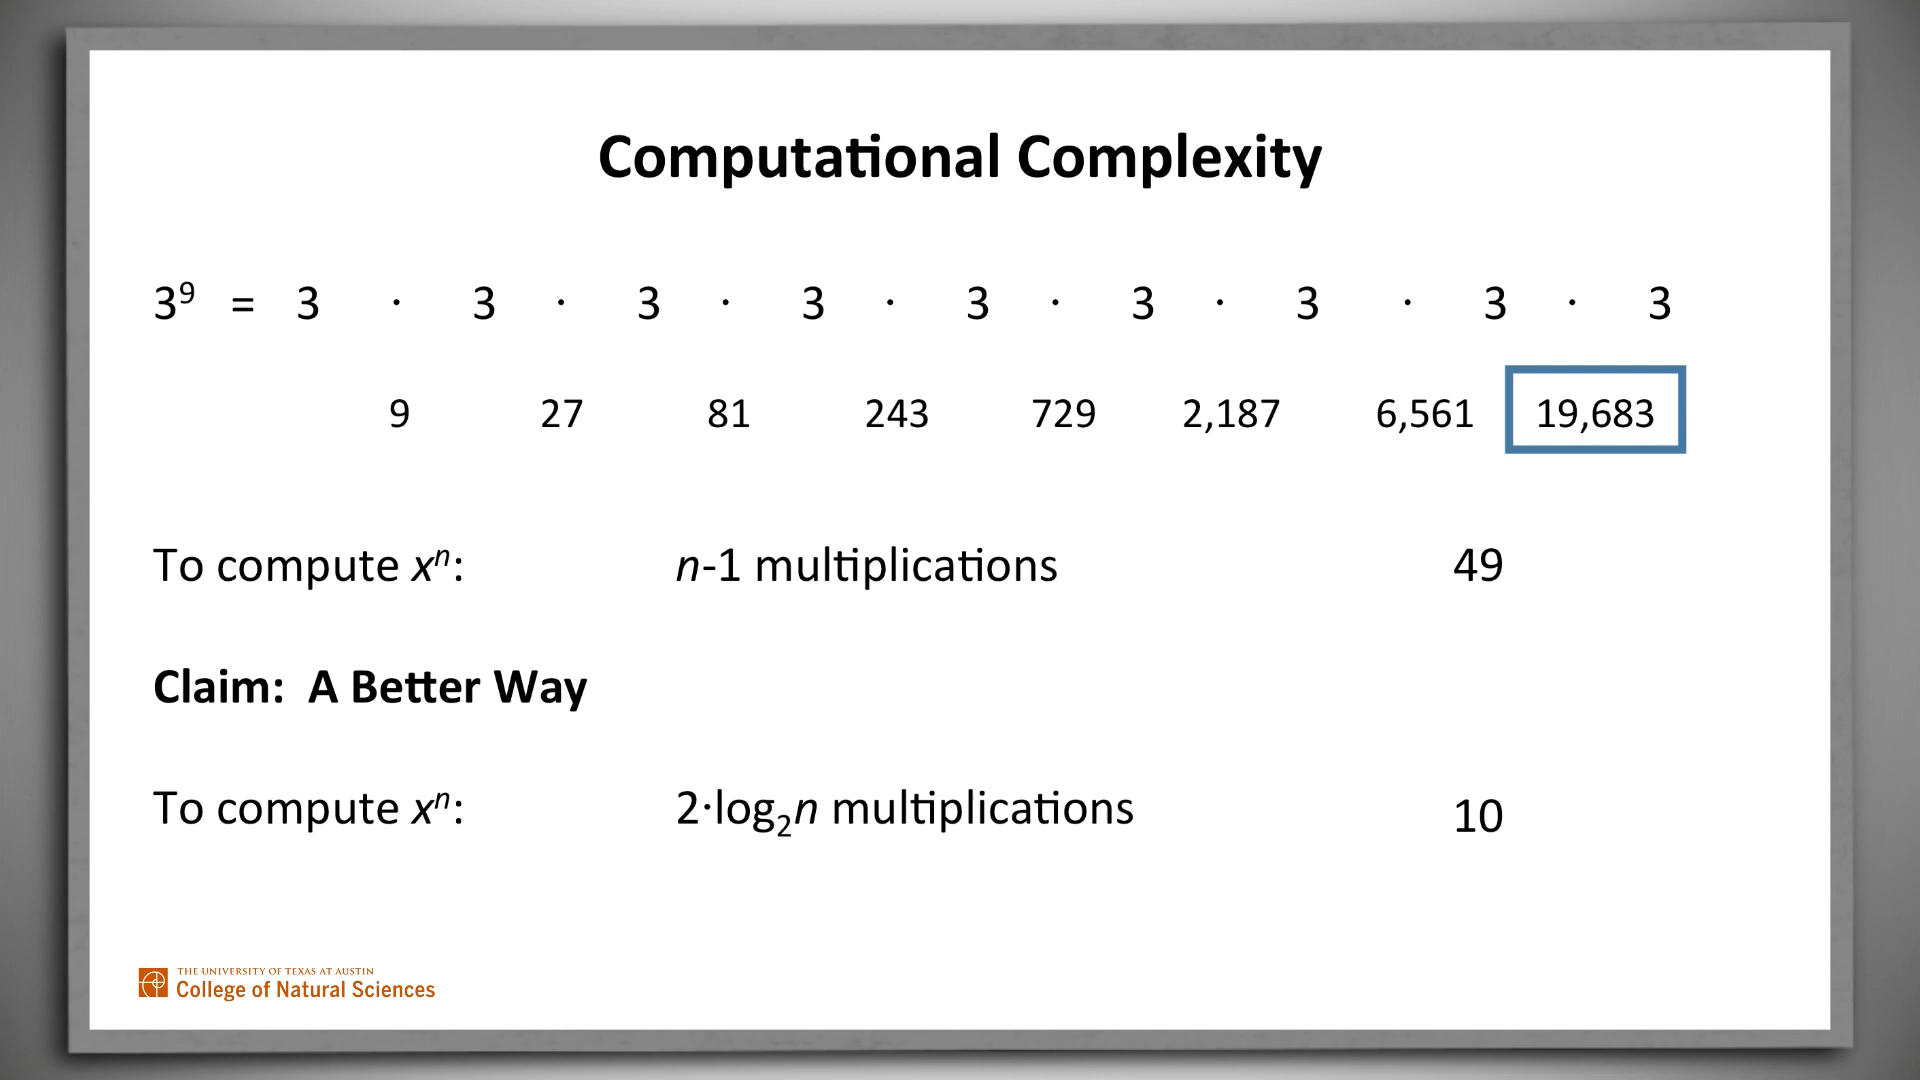 Computational Complexity
3⁹ = 3 · 3 · 3 · 3 · 3 · 3 · 3 · 3 · 3
9 27 81 243 729 2,187 6,561 19,683
To compute xⁿ: n-1 multiplications 49
Claim: A Better Way
To compute xⁿ: 2·log₂n multiplications 10
THE UNIVERSITY OF TEXAS AT AUSTIN
College of Natural Sciences